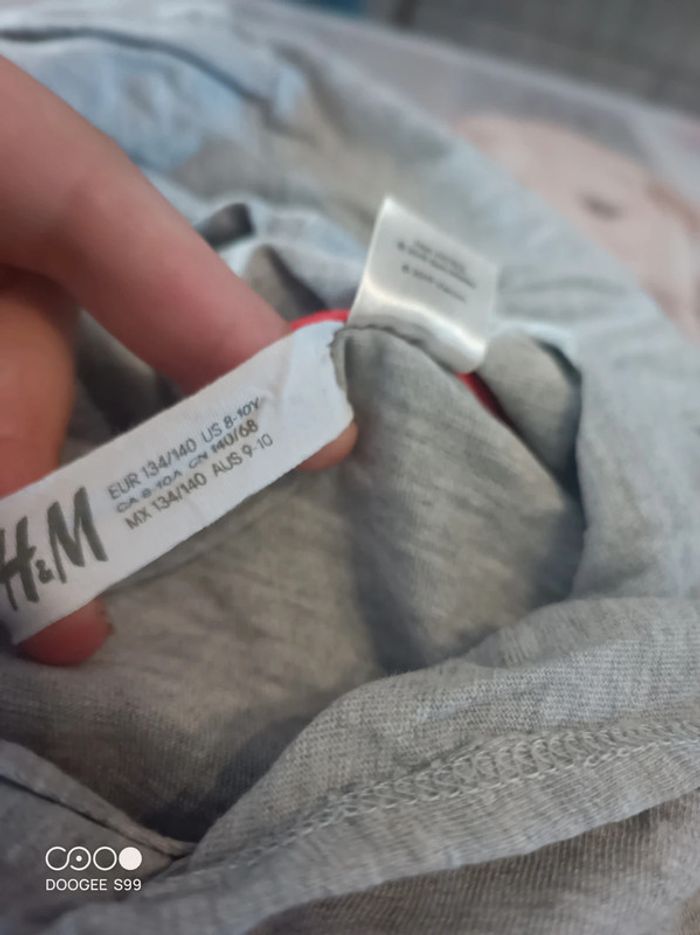 H&M
EUR 134/140 US 8-10Y
CA 8-10A CN 140/68
MX 134/140 AUS 9-10
DOOGEE S99